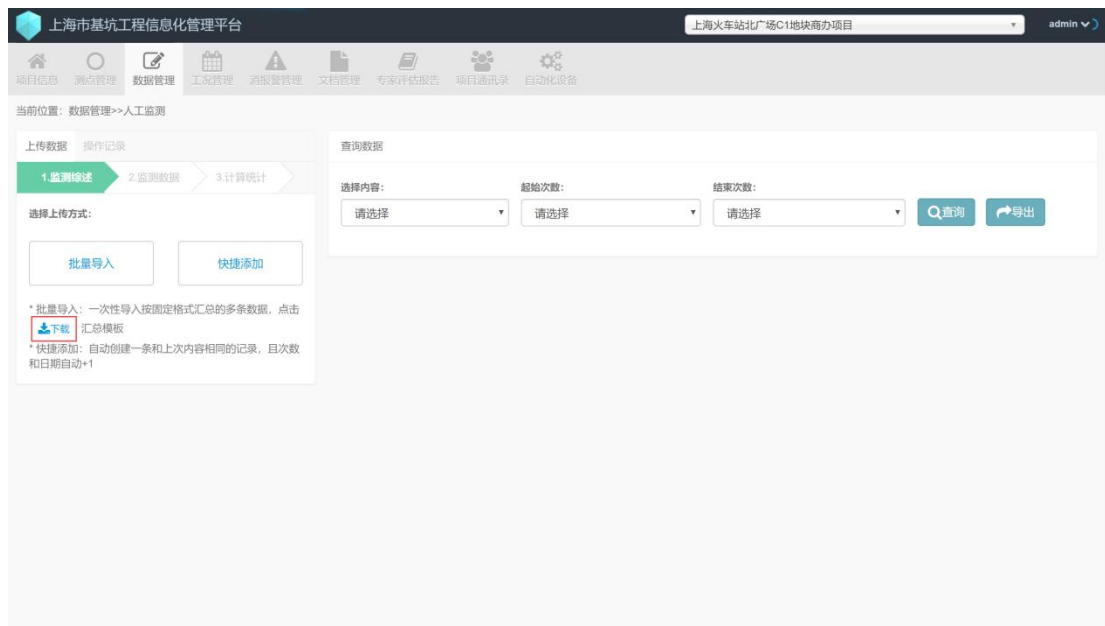 上海市基坑工程信息化管理平台
上海火车站北广场C1地块商办项目
admin
项目信息 测点管理 数据管理 工况管理 消报警管理 文档管理 专家评估报告 项目通讯录 自动化设备
当前位置：数据管理>>人工监测
上传数据 操作记录
1.监测综述 2.监测数据 3.计算统计
选择上传方式：
批量导入 快捷添加
* 批量导入：一次性导入按固定格式汇总的多条数据，点击
下载 汇总模板
* 快捷添加：自动创建一条和上次内容相同的记录，且次数
和日期自动+1
查询数据
选择内容： 起始次数： 结束次数：
请选择 请选择 请选择 查询 导出